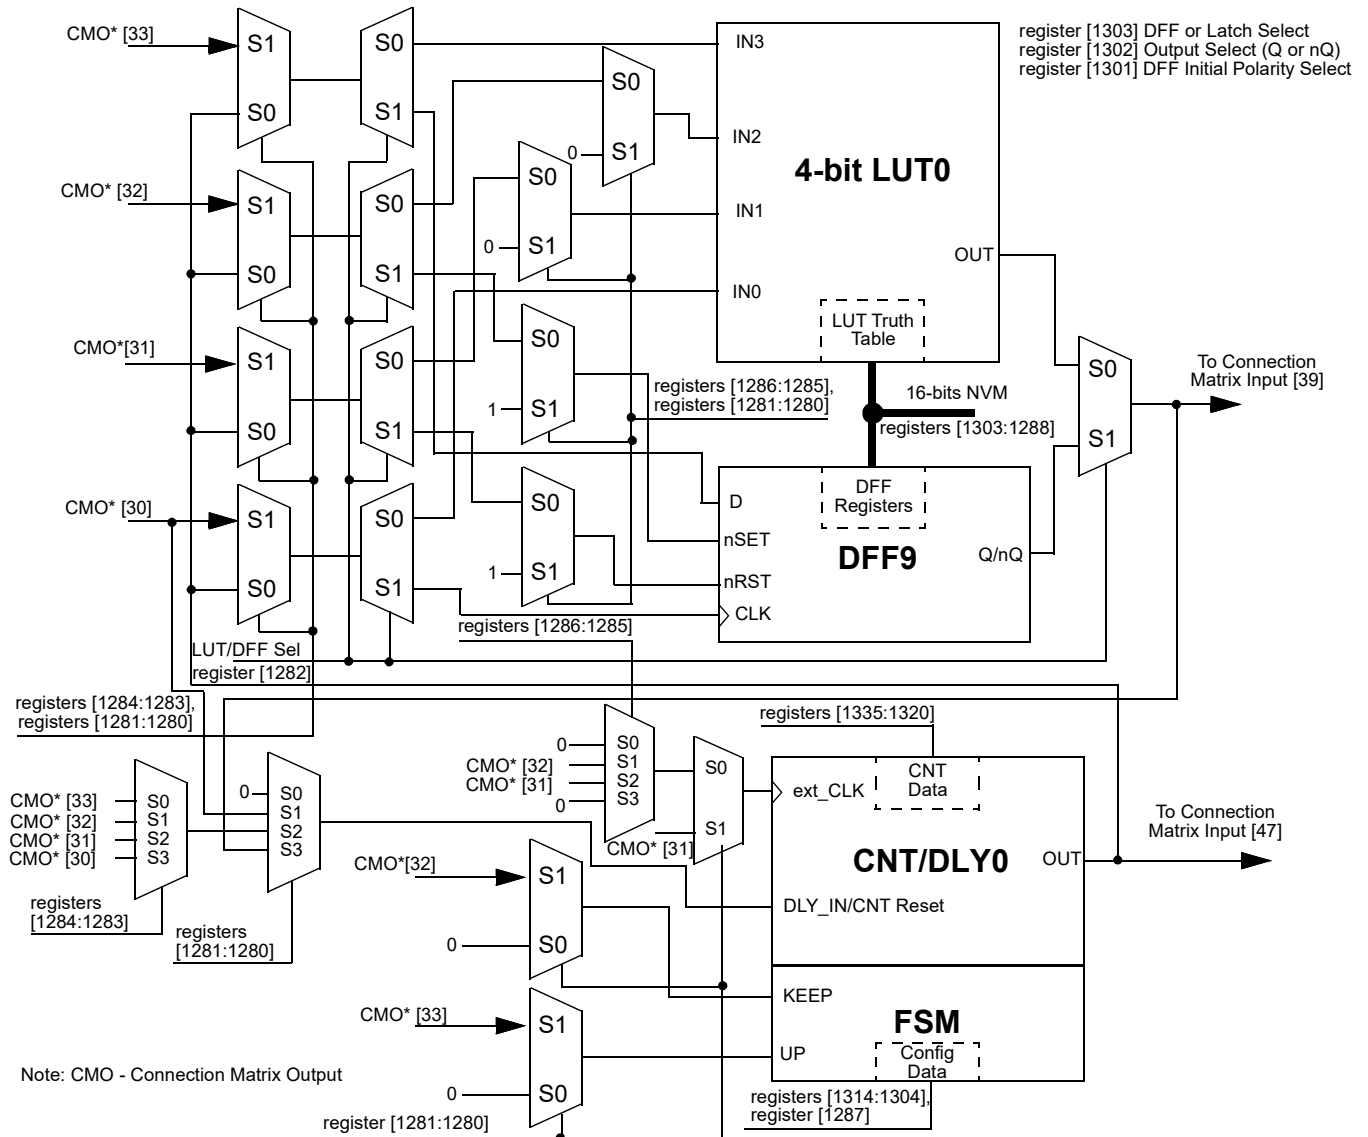 CMO* [33]
S1
S0
S0
S1
CMO* [32]
S1
S0
S0
S1
CMO*[31]
S1
S0
S0
S1
CMO* [30]
S1
S0
S0
S1
S0
0
S1
S0
0
S1
S0
1
S1
S0
1
S1
IN3
IN2
IN1
IN0
4-bit LUT0
OUT
LUT Truth
Table
register [1303] DFF or Latch Select
register [1302] Output Select (Q or nQ)
register [1301] DFF Initial Polarity Select
registers [1286:1285],
registers [1281:1280]
16-bits NVM
registers [1303:1288]
S0
S1
To Connection
Matrix Input [39]
DFF
Registers
D
nSET
nRST
CLK
DFF9
Q/nQ
LUT/DFF Sel
register [1282]
registers [1286:1285]
registers [1284:1283],
registers [1281:1280]
CMO* [33]
CMO* [32]
CMO* [31]
CMO* [30]
S0
S1
S2
S3
registers
[1284:1283]
0
S0
S1
S2
S3
registers
[1281:1280]
0
CMO* [32]
CMO* [31]
0
S0
S1
S2
S3
S0
S1
CMO* [31]
registers [1335:1320]
CNT
Data
ext_CLK
CNT/DLY0
OUT
DLY_IN/CNT Reset
To Connection
Matrix Input [47]
CMO*[32]
S1
0
S0
CMO* [33]
S1
0
S0
register [1281:1280]
KEEP
FSM
UP
Config
Data
registers [1314:1304],
register [1287]
Note: CMO - Connection Matrix Output